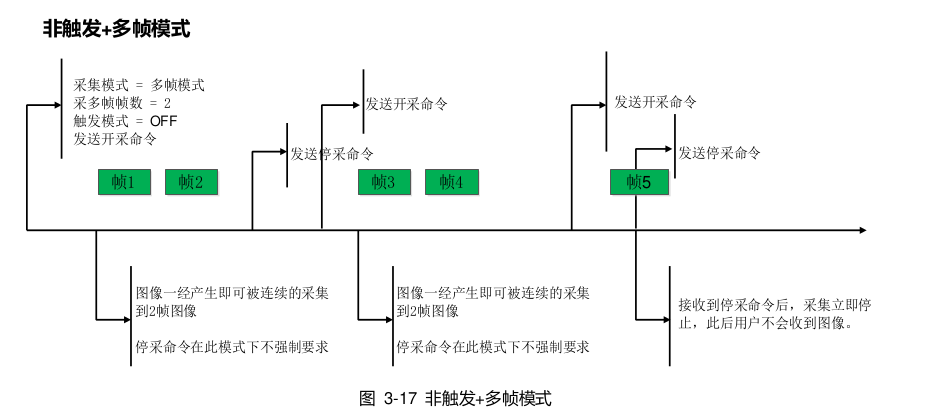 非触发+多帧模式
采集模式 = 多帧模式
采多帧帧数 = 2
触发模式 = OFF
发送开采命令
发送停采命令
发送开采命令
发送开采命令
发送停采命令
帧1
帧2
帧3
帧4
帧5
图像一经产生即可被连续的采集
到2帧图像
停采命令在此模式下不强制要求
图像一经产生即可被连续的采集
到2帧图像
停采命令在此模式下不强制要求
接收到停采命令后，采集立即停
止，此后用户不会收到图像。
图 3-17 非触发+多帧模式